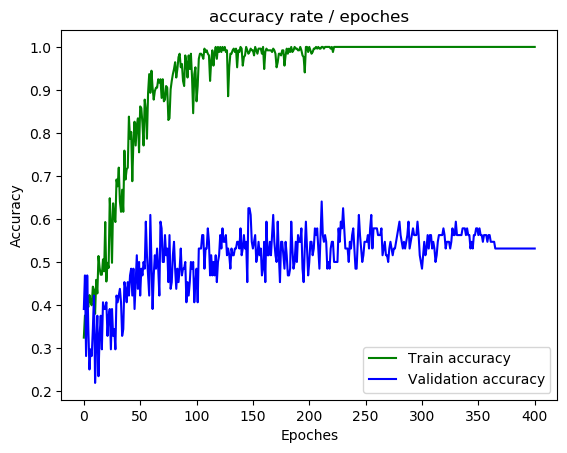 accuracy rate / epoches
Accuracy
1.0
0.9
0.8
0.7
0.6
0.5
0.4
0.3
0.2
Train accuracy
Validation accuracy
0 50 100 150 200 250 300 350 400
Epoches